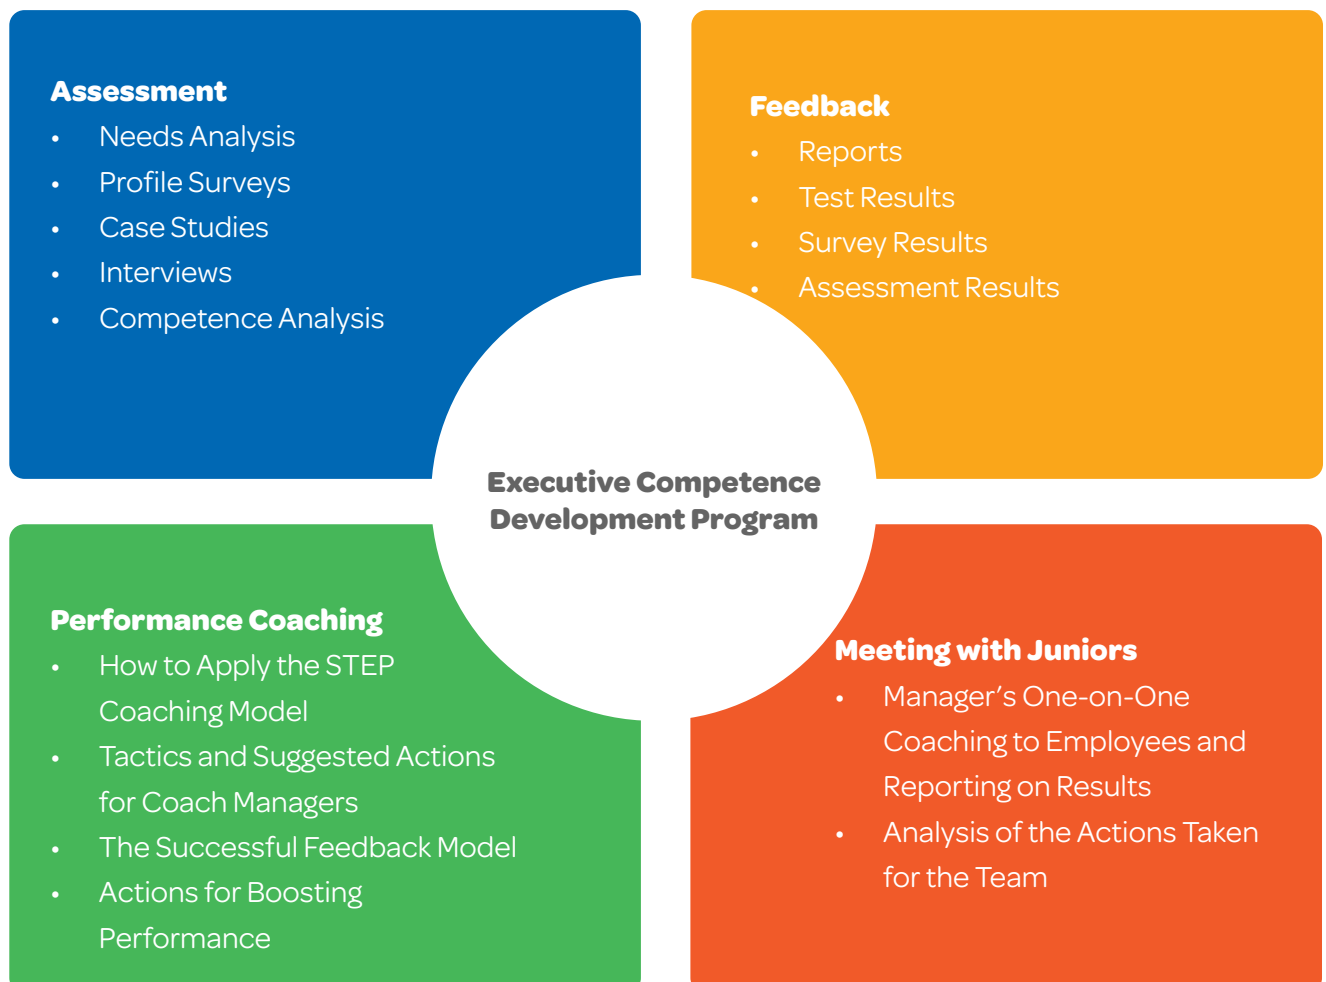 Assessment
• Needs Analysis
• Profile Surveys
• Case Studies
• Interviews
• Competence Analysis
Feedback
• Reports
• Test Results
• Survey Results
• Assessment Results
Executive Competence
Development Program
Performance Coaching
• How to Apply the STEP
Coaching Model
• Tactics and Suggested Actions
for Coach Managers
• The Successful Feedback Model
• Actions for Boosting
Performance
Meeting with Juniors
• Manager’s One-on-One
Coaching to Employees and
Reporting on Results
• Analysis of the Actions Taken
for the Team